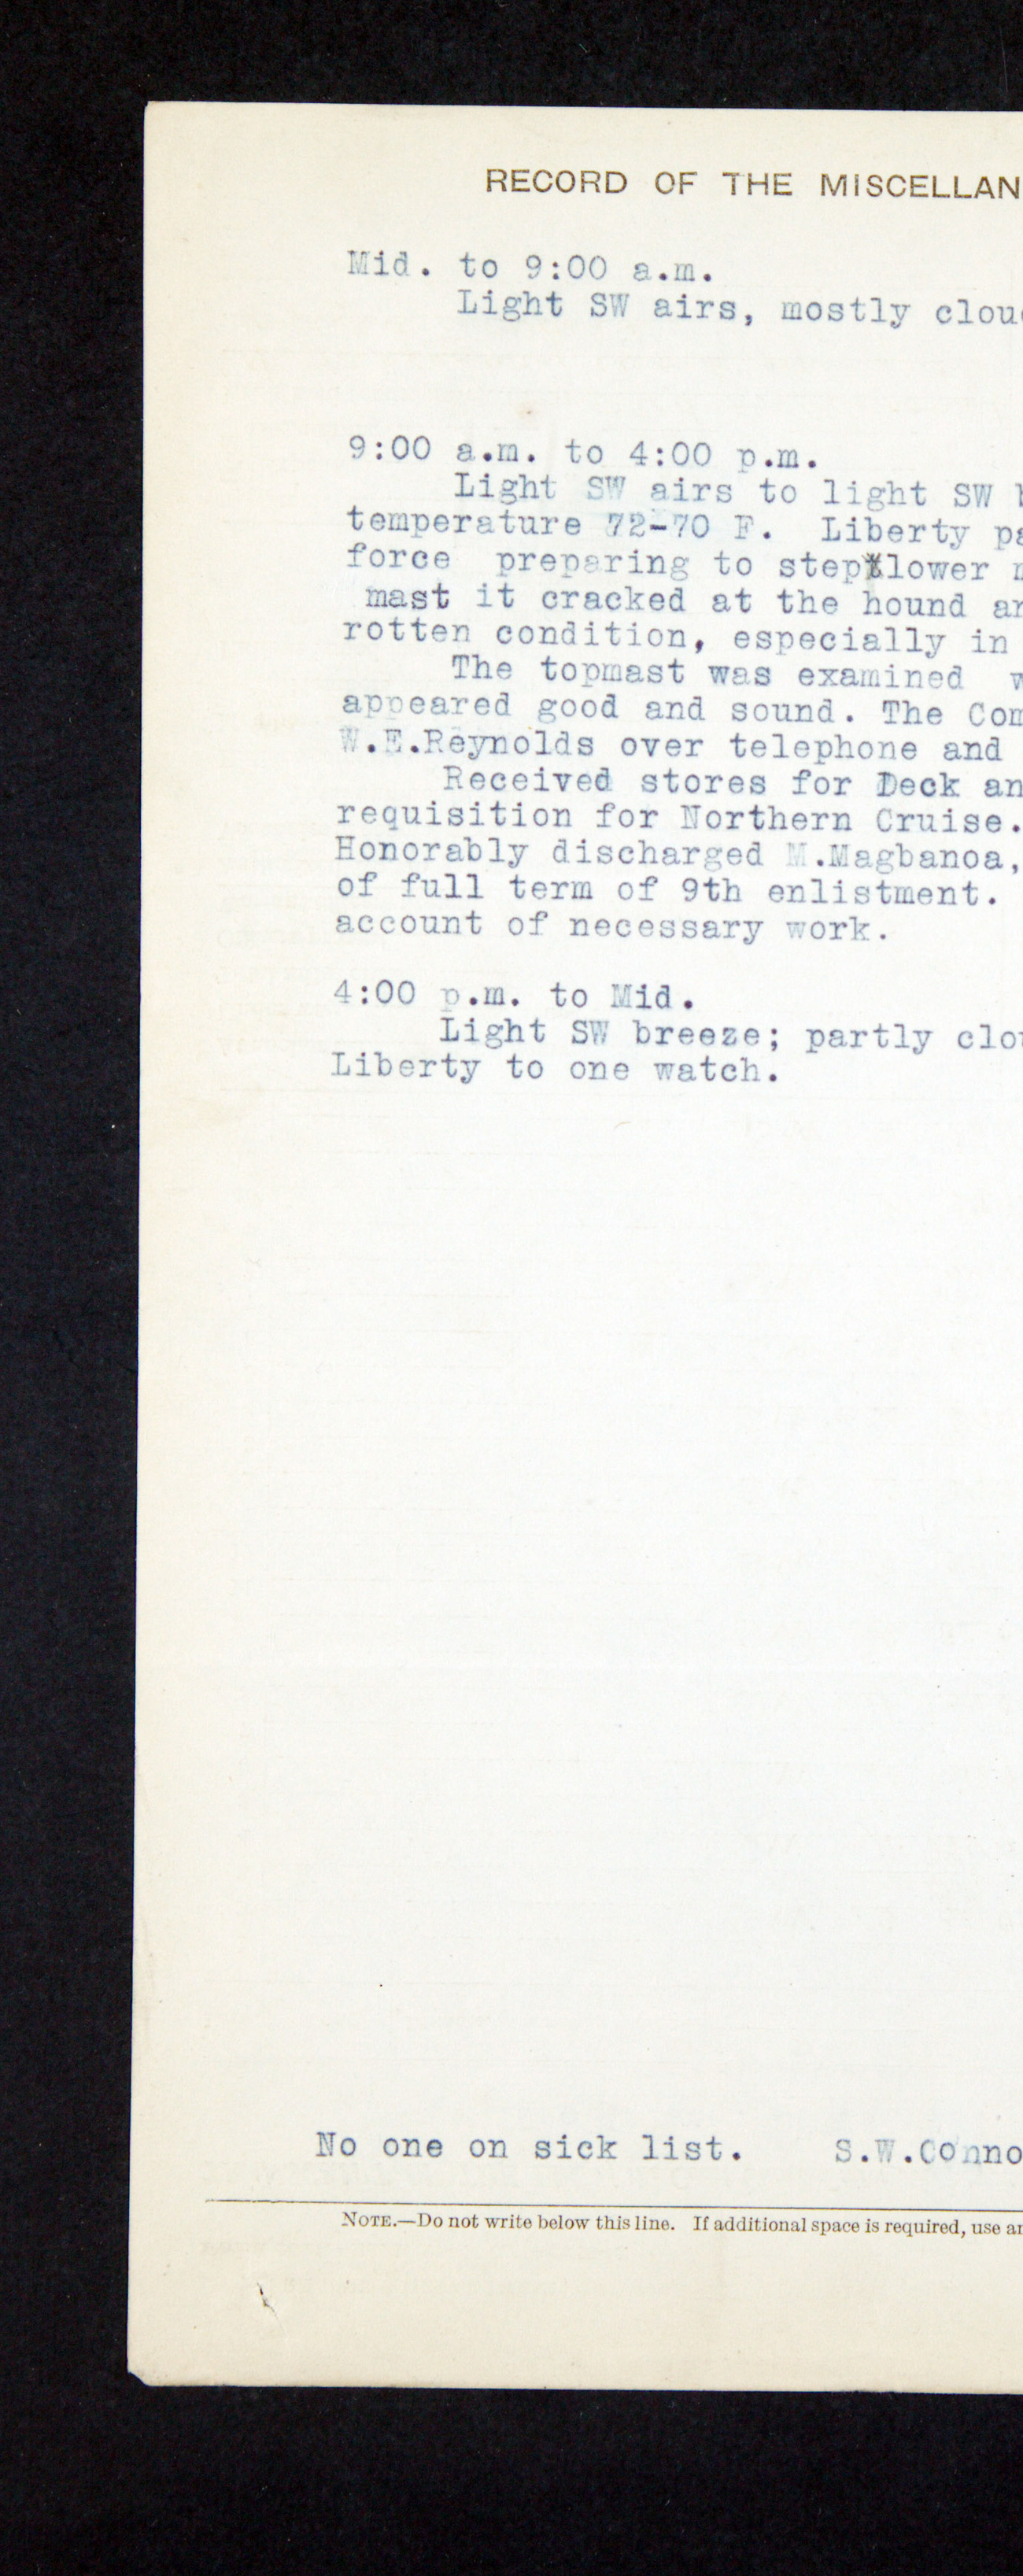 RECORD OF THE MISCELLAN
Mid. to 9:00 a.m.
Light SW airs, mostly clou
9:00 a.m. to 4:00 p.m.
Light SW airs to light SW
temperature 72-70 F. Liberty pa
force preparing to step lower
mast it cracked at the hound an
rotten condition, especially in
The topmast was examined w
appeared good and sound. The Com
W.E.Reynolds over telephone and
Received stores for Deck an
requisition for Northern Cruise.
Honorably discharged M.Magbanoa,
of full term of 9th enlistment.
account of necessary work.
4:00 p.m. to Mid.
Light SW breeze; partly clou
Liberty to one watch.
No one on sick list. S.W.Conno
NOTE.—Do not write below this line. If additional space is required, use an